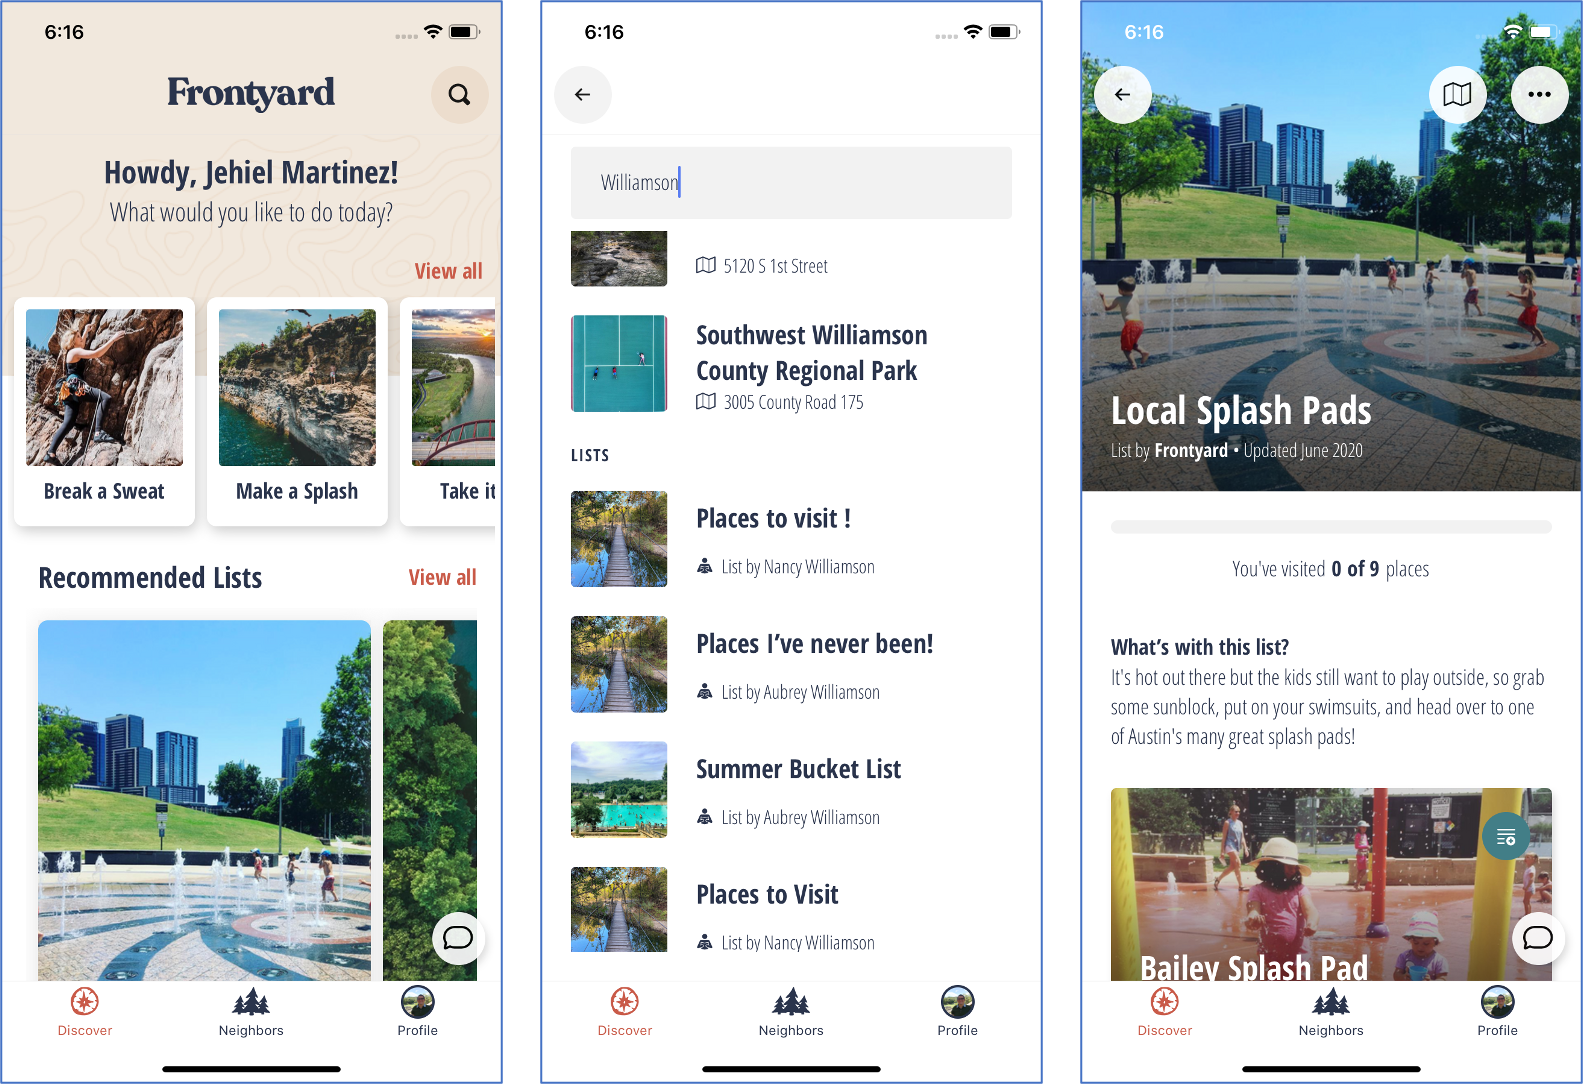 6:16
Frontyard
Howdy, Jehiel Martinez!
What would you like to do today?
View all
Break a Sweat
Make a Splash
Take it
Recommended Lists
View all
Discover
Neighbors
Profile
6:16
Williamson
5120 S 1st Street
Southwest Williamson
County Regional Park
3005 County Road 175
LISTS
Places to visit !
List by Nancy Williamson
Places I’ve never been!
List by Aubrey Williamson
Summer Bucket List
List by Aubrey Williamson
Places to Visit
List by Nancy Williamson
Discover
Neighbors
Profile
6:16
Local Splash Pads
List by Frontyard • Updated June 2020
You've visited 0 of 9 places
What’s with this list?
It's hot out there but the kids still want to play outside, so grab
some sunblock, put on your swimsuits, and head over to one
of Austin's many great splash pads!
Bailey Splash Pad
Discover
Neighbors
Profile